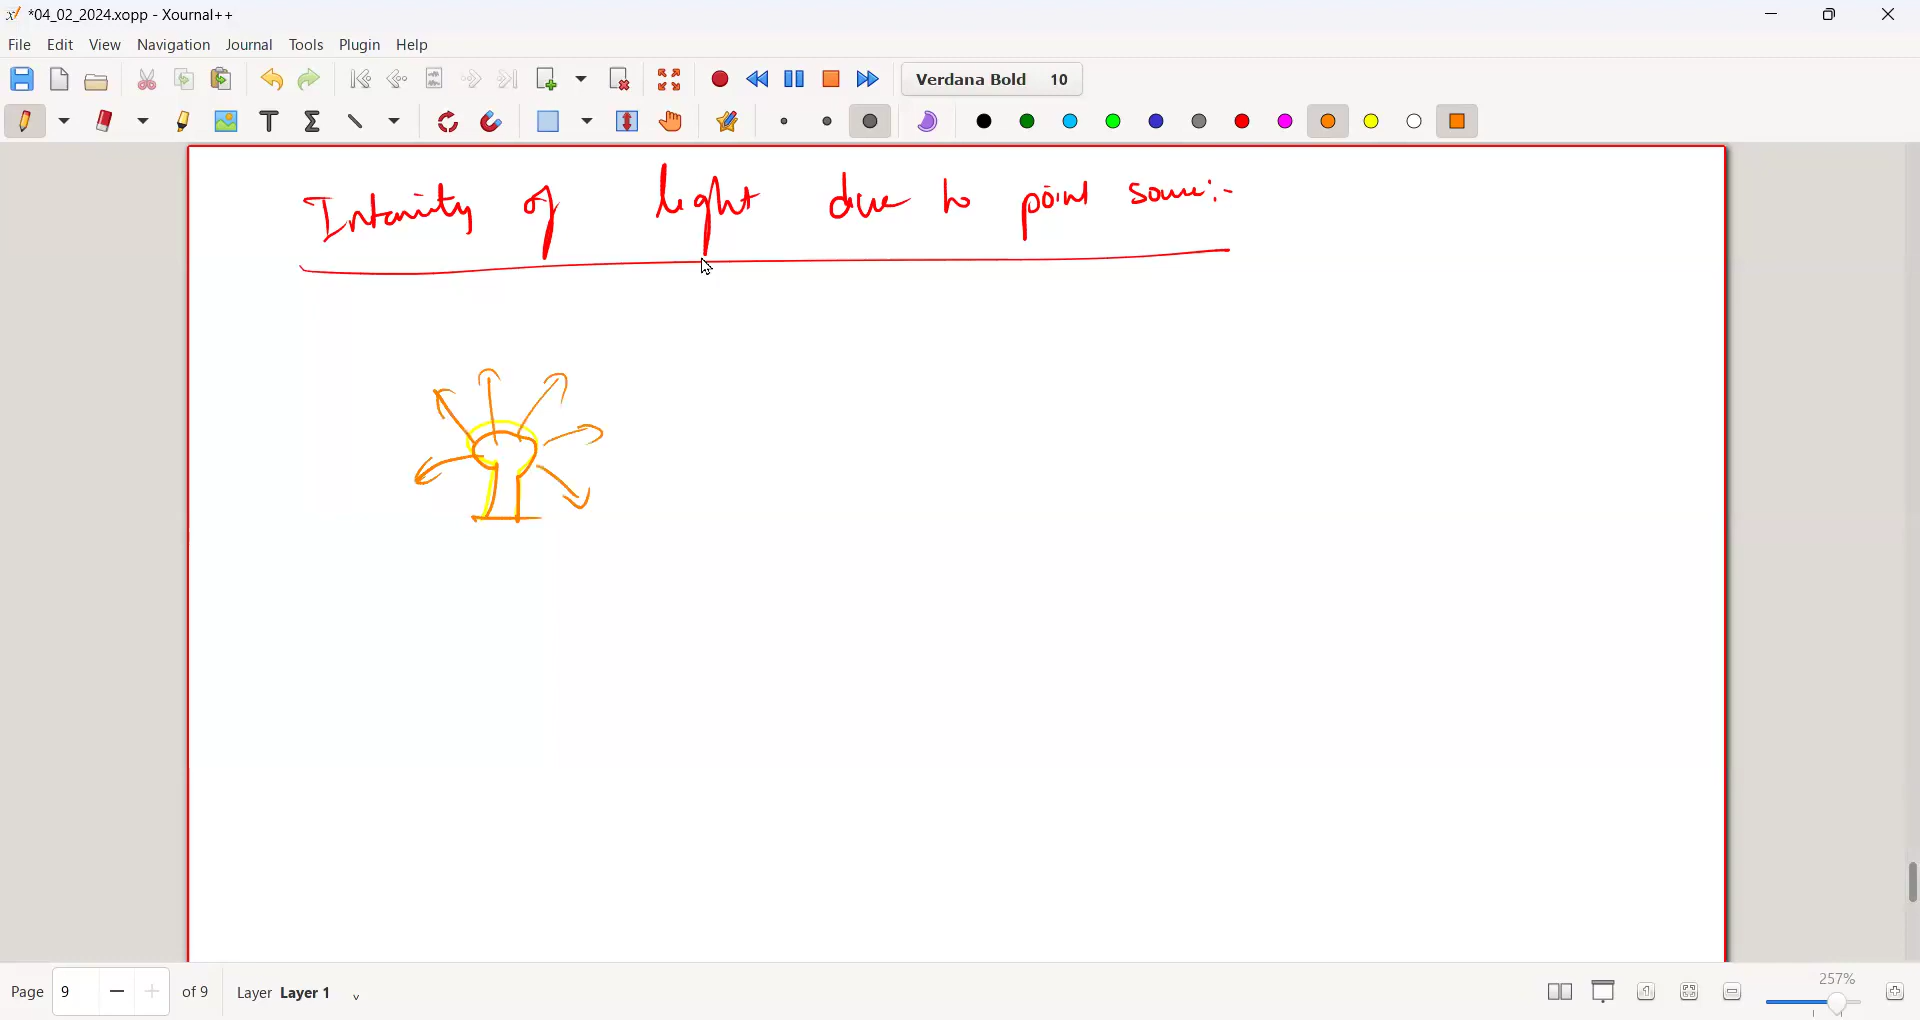 *04_02_2024.xopp - Xournal++
File Edit View Navigation Journal Tools Plugin Help
Verdana Bold 10
Intensity of light due to point source:-
Page 9 of 9 Layer Layer 1
257%